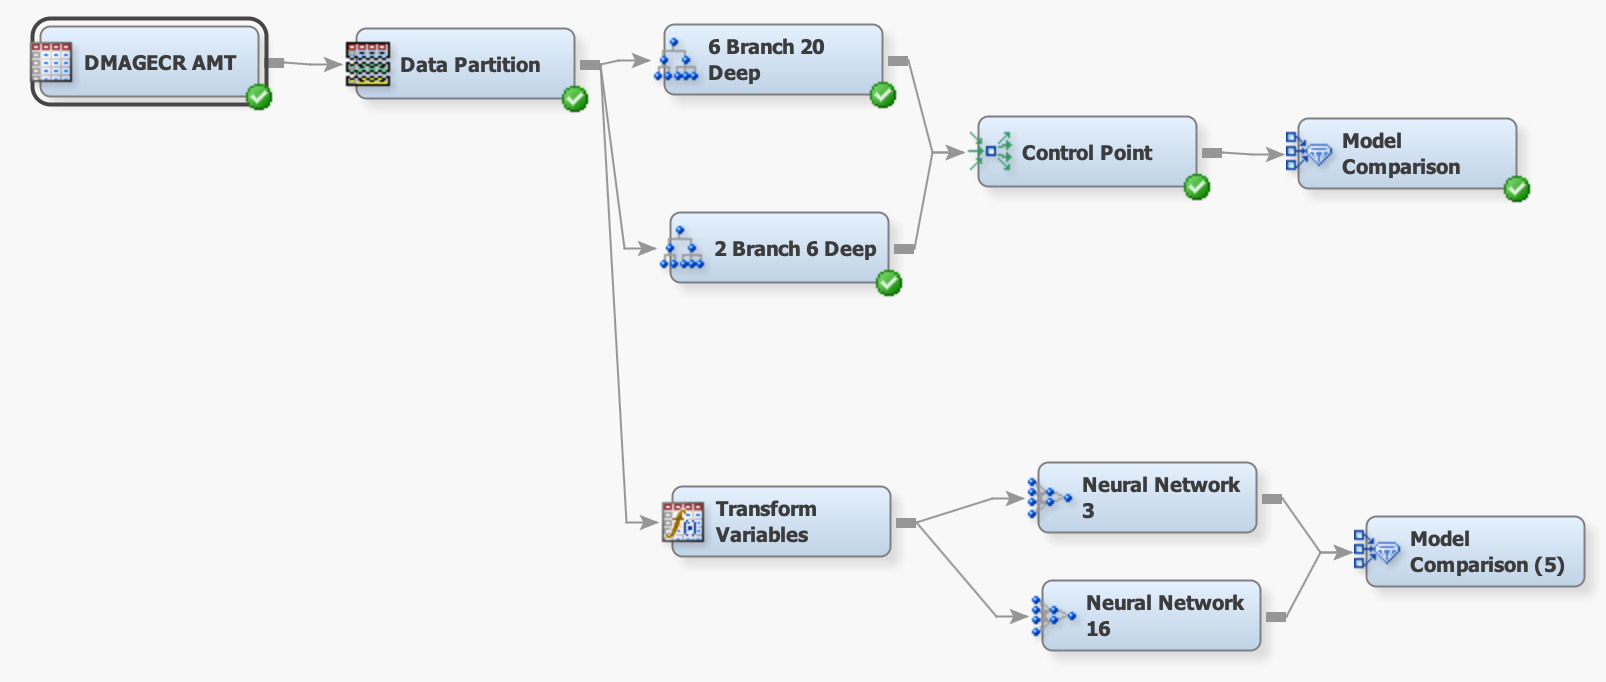 DMAGECR AMT
Data Partition
6 Branch 20
Deep
2 Branch 6 Deep
Control Point
Model
Comparison
Transform
Variables
Neural Network
3
Neural Network
16
Model
Comparison (5)